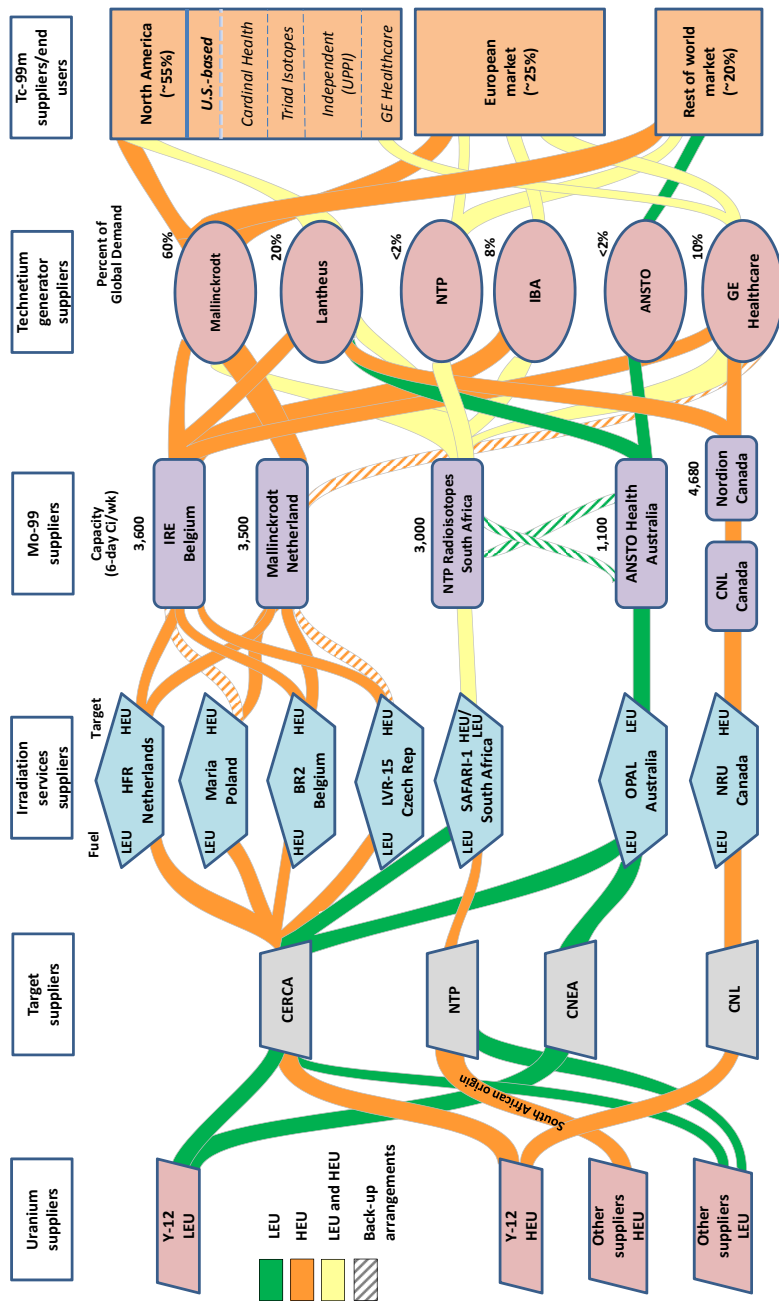 Uranium
suppliers
Target
suppliers
Irradiation
services
suppliers
Mo-99
suppliers
Technetium
generator
suppliers
Tc-99m
suppliers/end
users
Y-12
LEU
LEU
HEU
LEU and HEU
Back-up
arrangements
Y-12
HEU
Other
suppliers
HEU
Other
suppliers
LEU
South African origin
CERCA
NTP
CNEA
CNL
Fuel
Target
LEU
HFR
Netherlands
HEU
LEU
Maria
Poland
HEU
HEU
BR2
Belgium
HEU
LEU
LVR-15
Czech Rep
HEU
LEU
SAFARI-1
South Africa
HEU/
LEU
LEU
OPAL
Australia
LEU
LEU
NRU
Canada
HEU
Capacity
(6-day Ci/wk)
3,600
IRE
Belgium
3,500
Mallinckrodt
Netherland
3,000
NTP Radioisotopes
South Africa
1,100
ANSTO Health
Australia
CNL
Canada
4,680
Nordion
Canada
Percent of
Global Demand
60%
Mallinckrodt
20%
Lantheus
<2%
NTP
8%
IBA
<2%
ANSTO
10%
GE
Healthcare
North America
(~55%)
U.S.-based
Cardinal Health
Triad Isotopes
Independent
(UPPI)
GE Healthcare
European
market
(~25%)
Rest of world
market
(~20%)